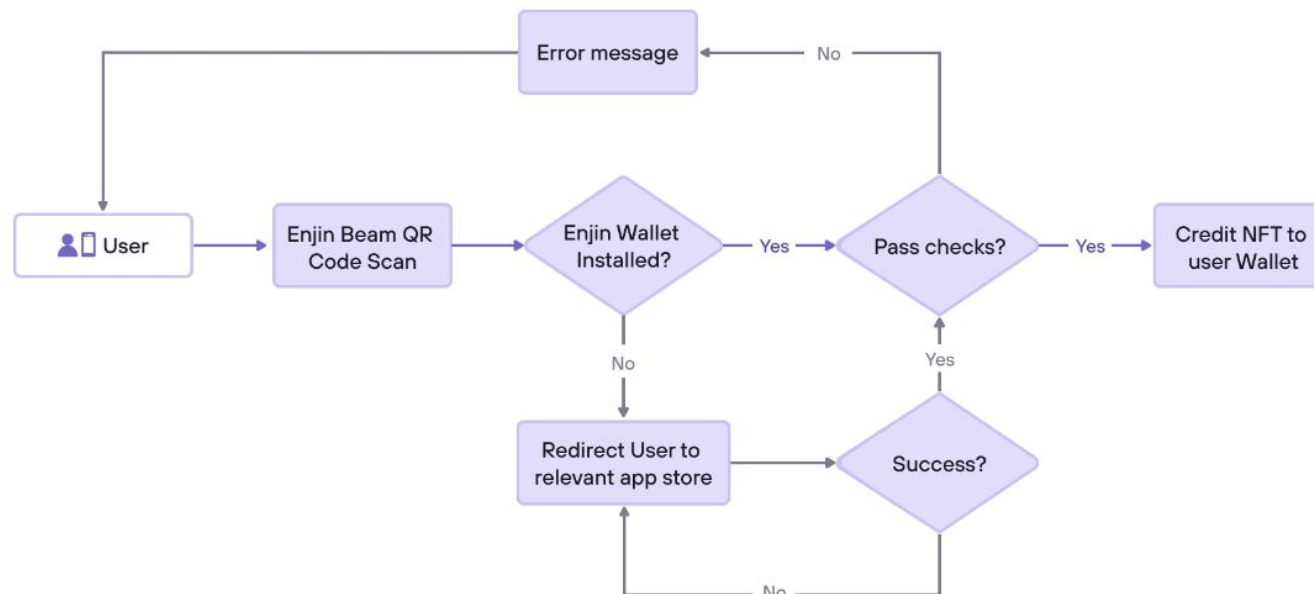 Error message
No
User
Enjin Beam QR
Code Scan
Enjin Wallet
Installed?
Yes
Pass checks?
Yes
Credit NFT to
user Wallet
No
Yes
Redirect User to
relevant app store
Success?
No